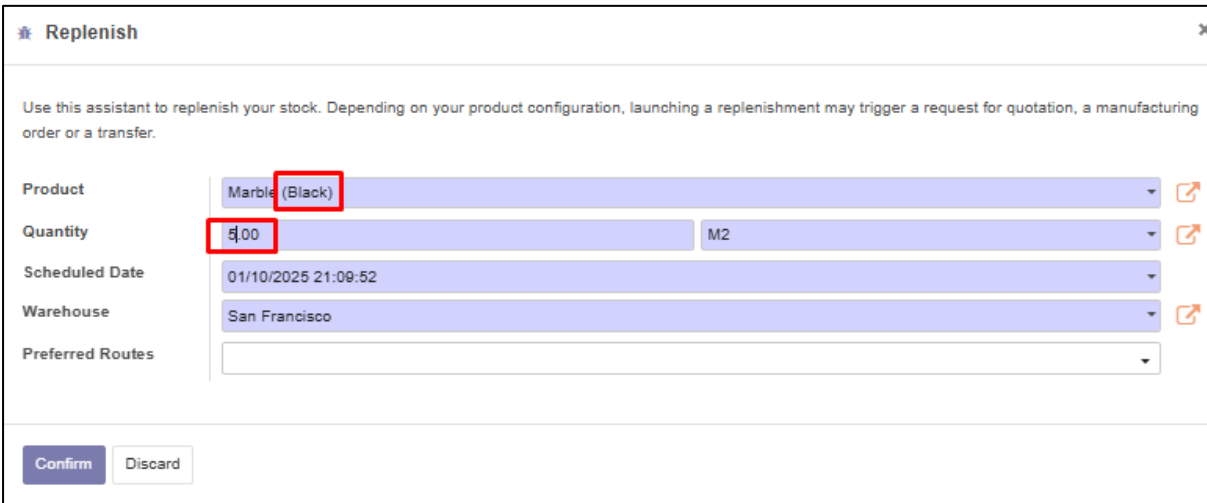 Replenish
Use this assistant to replenish your stock. Depending on your product configuration, launching a replenishment may trigger a request for quotation, a manufacturing
order or a transfer.
Product Marble (Black)
Quantity 5.00 M2
Scheduled Date 01/10/2025 21:09:52
Warehouse San Francisco
Preferred Routes
Confirm Discard